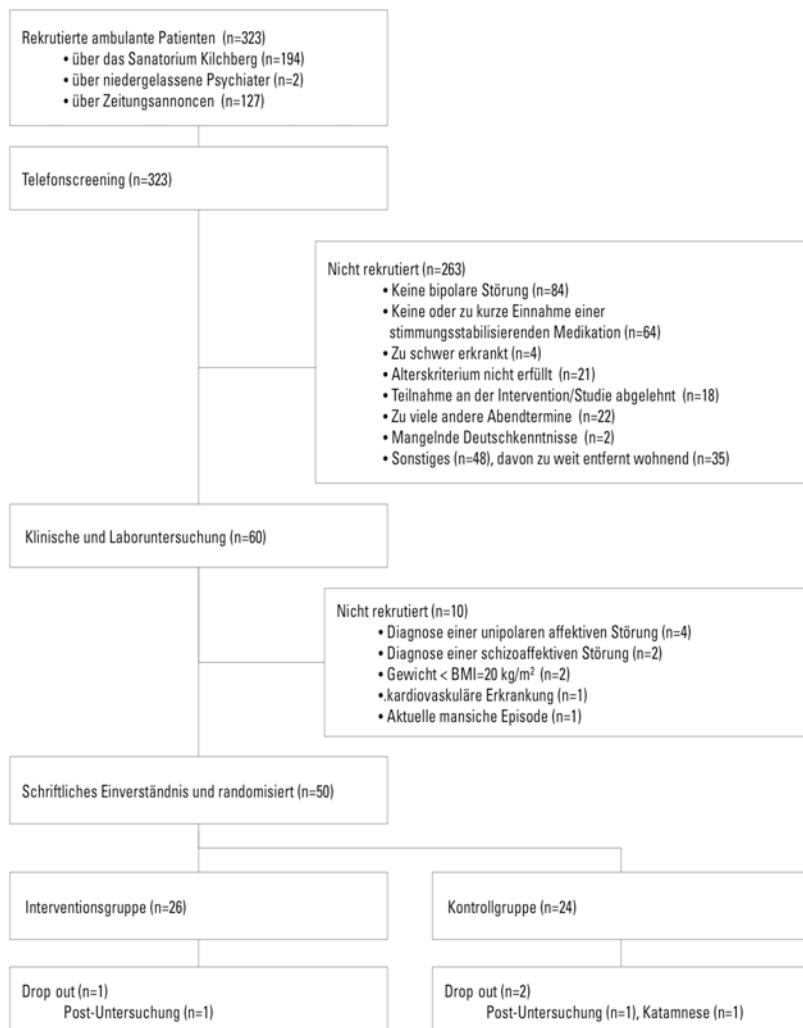 Rekrutierte ambulante Patienten (n=323)
• über das Sanatorium Kilchberg (n=194)
• über niedergelassene Psychiater (n=2)
• über Zeitungsannoncen (n=127)
Telefonscreening (n=323)
Nicht rekrutiert (n=263)
• Keine bipolare Störung (n=84)
• Keine oder zu kurze Einnahme einer
stimmungsstabilisierenden Medikation (n=64)
• Zu schwer erkrankt (n=4)
• Alterskriterium nicht erfüllt (n=21)
• Teilnahme an der Intervention/Studie abgelehnt (n=18)
• Zu viele andere Abendtermine (n=22)
• Mangelnde Deutschkenntnisse (n=2)
• Sonstiges (n=48), davon zu weit entfernt wohnend (n=35)
Klinische und Laboruntersuchung (n=60)
Nicht rekrutiert (n=10)
• Diagnose einer unipolaren affektiven Störung (n=4)
• Diagnose einer schizoaffektiven Störung (n=2)
• Gewicht < BMI=20 kg/m² (n=2)
•.kardiovaskuläre Erkrankung (n=1)
• Aktuelle mansiche Episode (n=1)
Schriftliches Einverständnis und randomisiert (n=50)
Interventionsgruppe (n=26)
Kontrollgruppe (n=24)
Drop out (n=1)
Post-Untersuchung (n=1)
Drop out (n=2)
Post-Untersuchung (n=1), Katamnese (n=1)